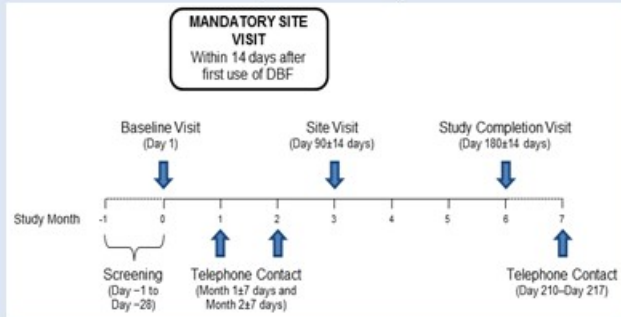 MANDATORY SITE
VISIT
Within 14 days after
first use of DBF
Baseline Visit
(Day 1)
Site Visit
(Day 90±14 days)
Study Completion Visit
(Day 180±14 days)
Study Month
-1 0 1 2 3 4 5 6 7
Screening
(Day −1 to
Day −28)
Telephone Contact
(Month 1±7 days and
Month 2±7 days)
Telephone Contact
(Day 210–Day 217)